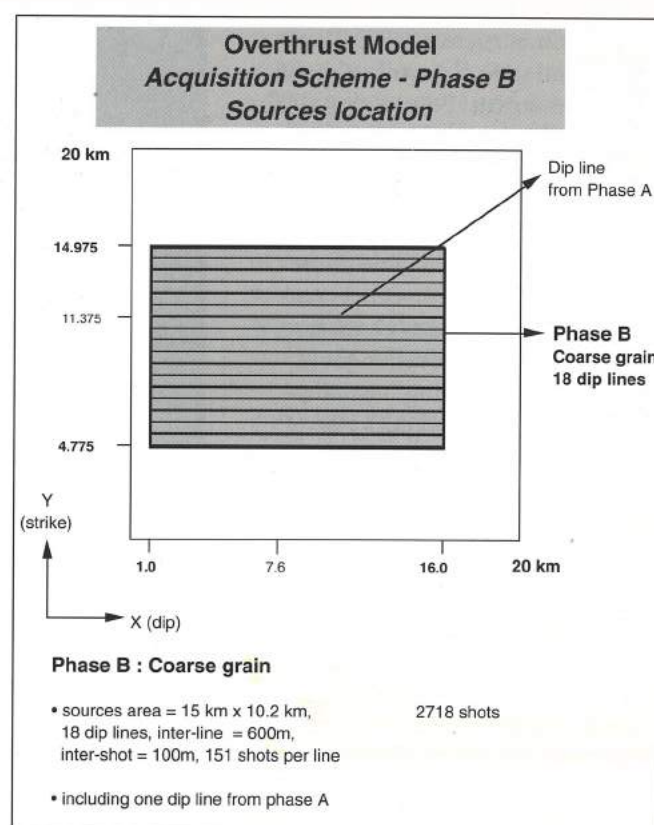 Overthrust Model
Acquisition Scheme - Phase B
Sources location
20 km
Dip line
from Phase A
14.975
11.375
Phase B
Coarse grain
18 dip lines
4.775
Y
(strike)
1.0
7.6
16.0
20 km
X (dip)
Phase B : Coarse grain
• sources area = 15 km x 10.2 km, 2718 shots
18 dip lines, inter-line = 600m,
inter-shot = 100m, 151 shots per line
• including one dip line from phase A